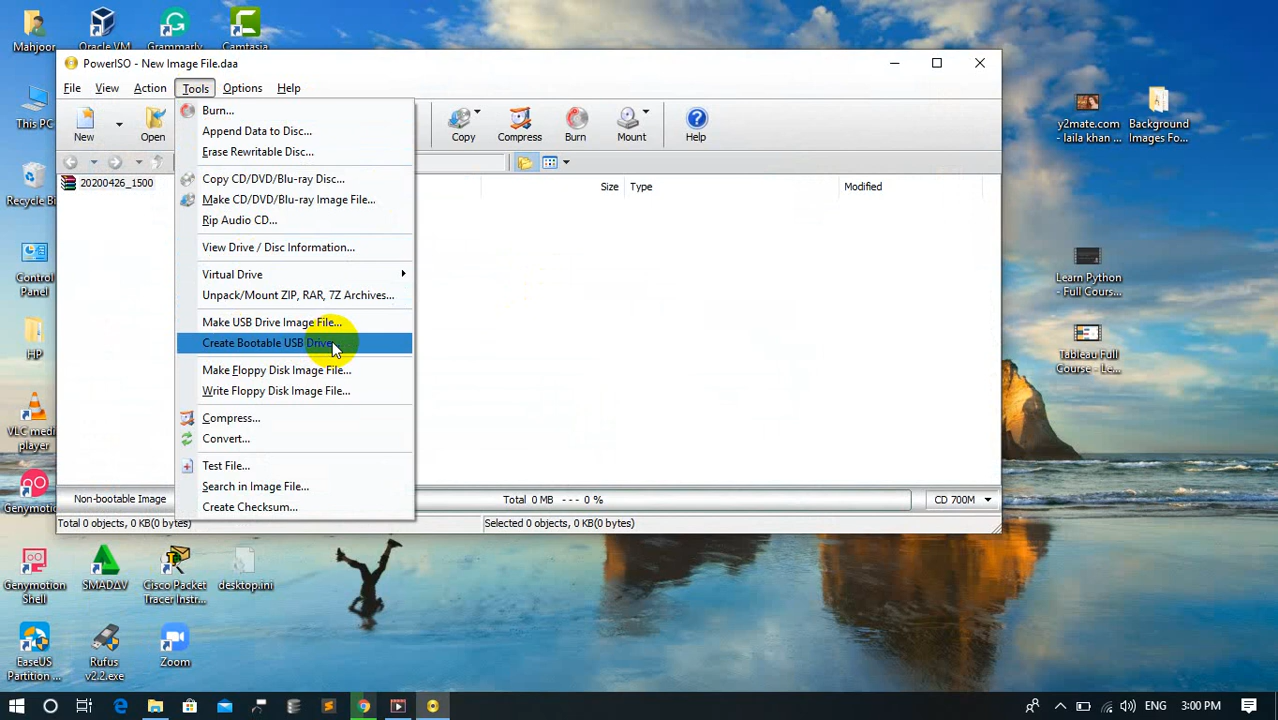 Mahjoor
Oracle VM
Grammarly
Camtasia
PowerISO - New Image File.daa
File View Action Tools Options Help
New
Open
Copy
Compress
Burn
Mount
Help
20200426_1500
Size
Type
Modified
Burn...
Append Data to Disc...
Erase Rewritable Disc...
Copy CD/DVD/Blu-ray Disc...
Make CD/DVD/Blu-ray Image File...
Rip Audio CD...
View Drive / Disc Information...
Virtual Drive
Unpack/Mount ZIP, RAR, 7Z Archives...
Make USB Drive Image File...
Create Bootable USB Drive...
Make Floppy Disk Image File...
Write Floppy Disk Image File...
Compress...
Convert...
Test File...
Search in Image File...
Create Checksum...
Non-bootable Image
Total 0 MB --- 0 %
CD 700M
Total 0 objects, 0 KB(0 bytes)
Selected 0 objects, 0 KB(0 bytes)
This PC
Recycle Bi
Control
Panel
HP
VLC medi
player
Genymotio
Genymotion
Shell
SMADΔV
Cisco Packet
Tracer Instr...
desktop.ini
EaseUS
Partition ...
Rufus
v2.2.exe
Zoom
y2mate.com
- laila khan ...
Background
Images Fo...
Learn Python
- Full Cours...
Tableau Full
Course - Le...
ENG
3:00 PM